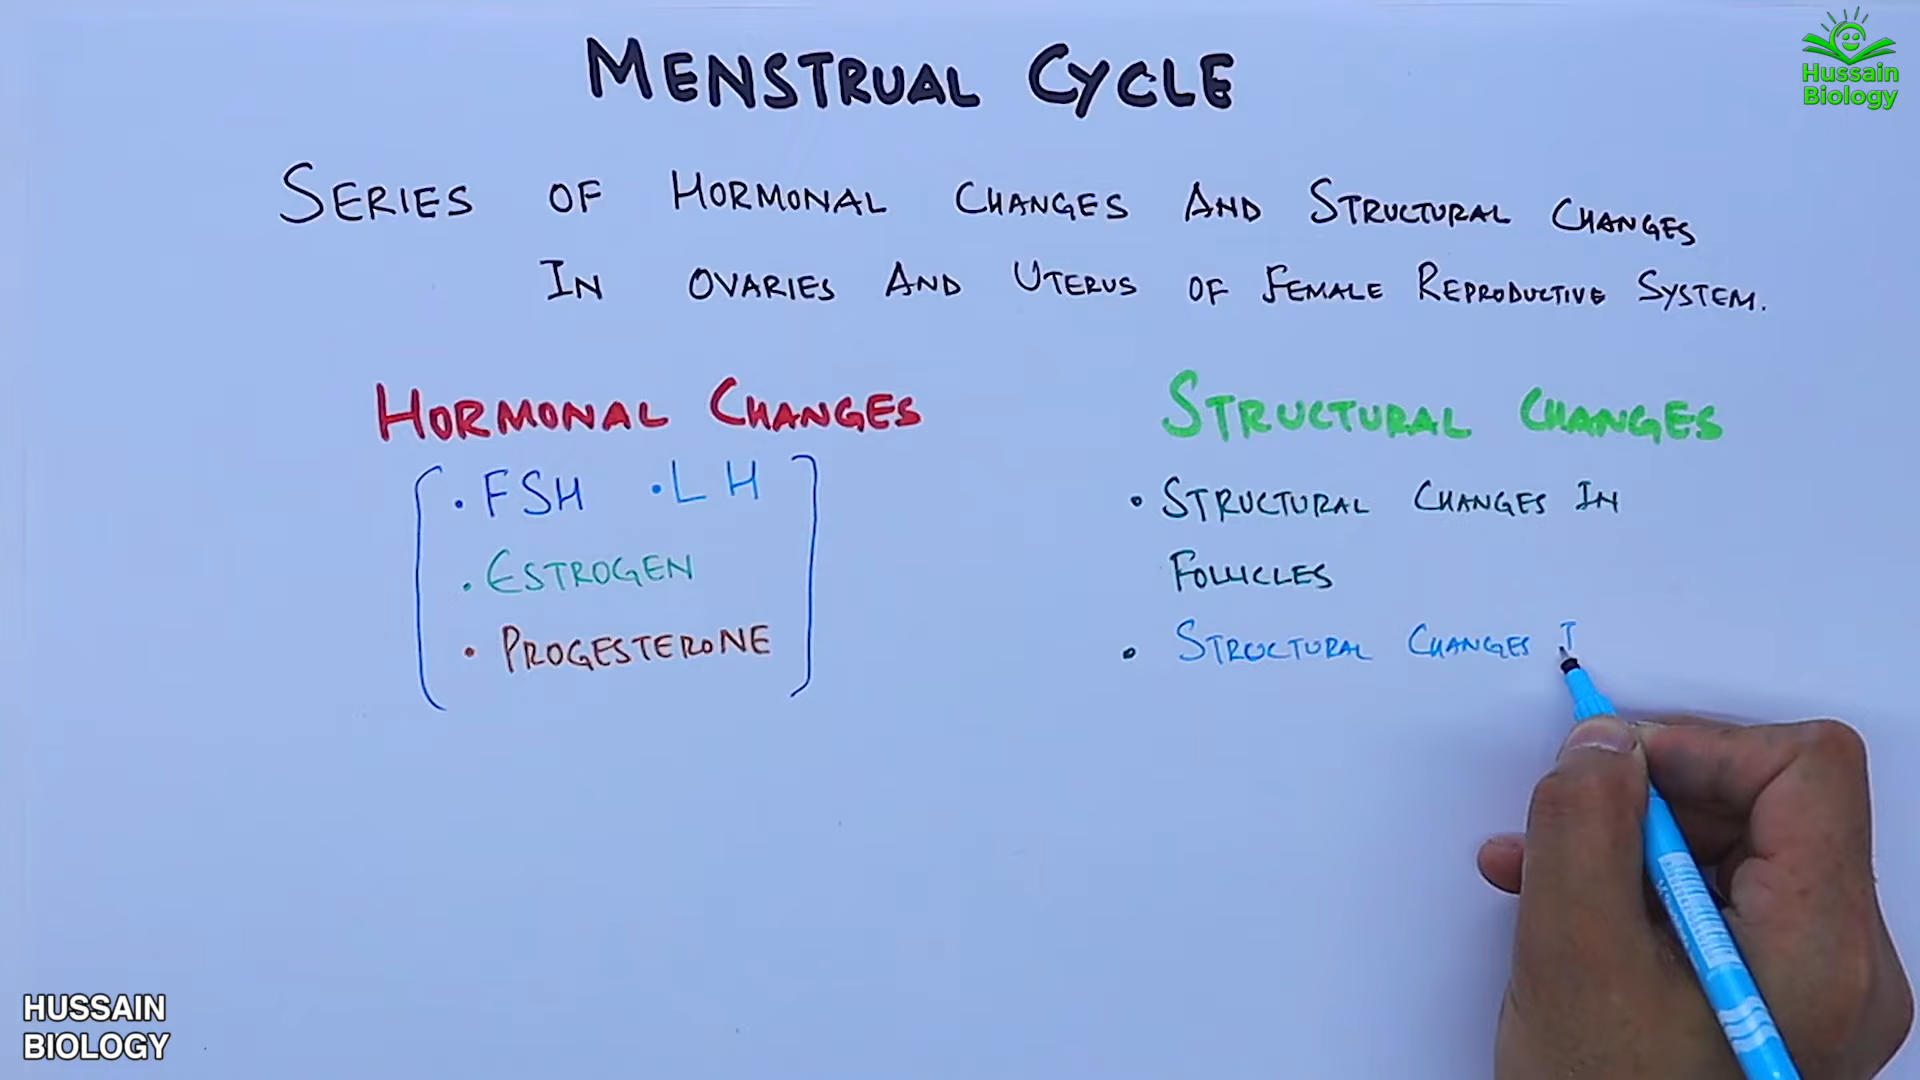 MENSTRUAL CYCLE
SERIES OF HORMONAL CHANGES AND STRUCTURAL CHANGES
IN OVARIES AND UTERUS OF FEMALE REPRODUCTIVE SYSTEM.
HORMONAL CHANGES
• FSH • LH
• ESTROGEN
• PROGESTERONE
STRUCTURAL CHANGES
• STRUCTURAL CHANGES IN
FOLLICLES
• STRUCTURAL CHANGES I
Hussain
Biology
HUSSAIN
BIOLOGY